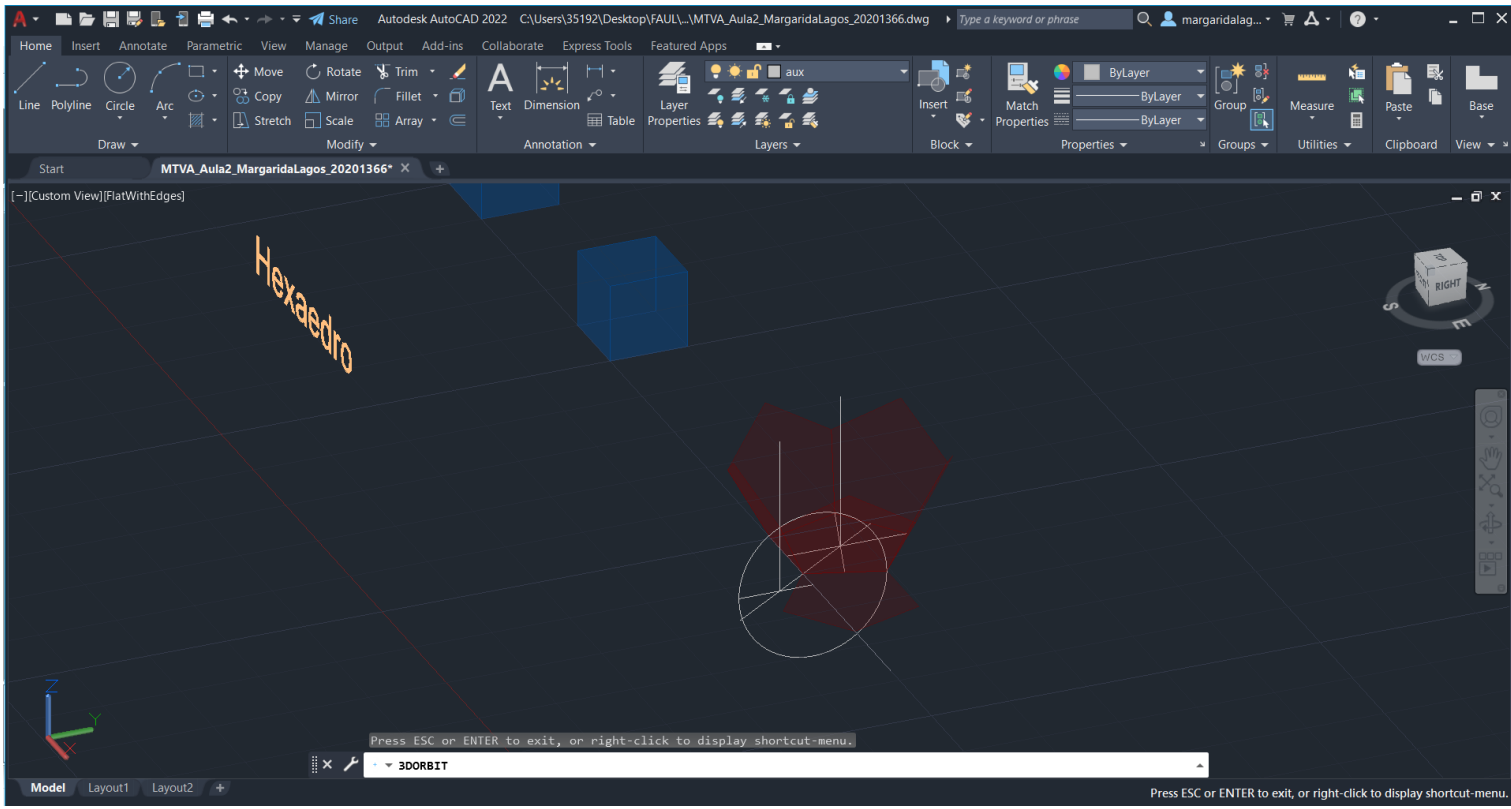 Share Autodesk AutoCAD 2022 C:\Users\35192\Desktop\FAUL\...\MTVA_Aula2_MargaridaLagos_20201366.dwg Type a keyword or phrase margaridalag...
Home Insert Annotate Parametric View Manage Output Add-ins Collaborate Express Tools Featured Apps
Line Polyline Circle Arc
Move Rotate Trim
Copy Mirror Fillet
Stretch Scale Array
Text Dimension
Table
Layer Properties
aux
Insert
Match Properties
ByLayer
ByLayer
ByLayer
Group
Measure
Paste
Base
Draw Modify Annotation Layers Block Properties Groups Utilities Clipboard View
Start MTVA_Aula2_MargaridaLagos_20201366*
[−][Custom View][FlatWithEdges]
Hexaedro
RIGHT
S
N
E
WCS
Z
Y
X
Press ESC or ENTER to exit, or right-click to display shortcut-menu.
3DORBIT
Model Layout1 Layout2
Press ESC or ENTER to exit, or right-click to display shortcut-menu.